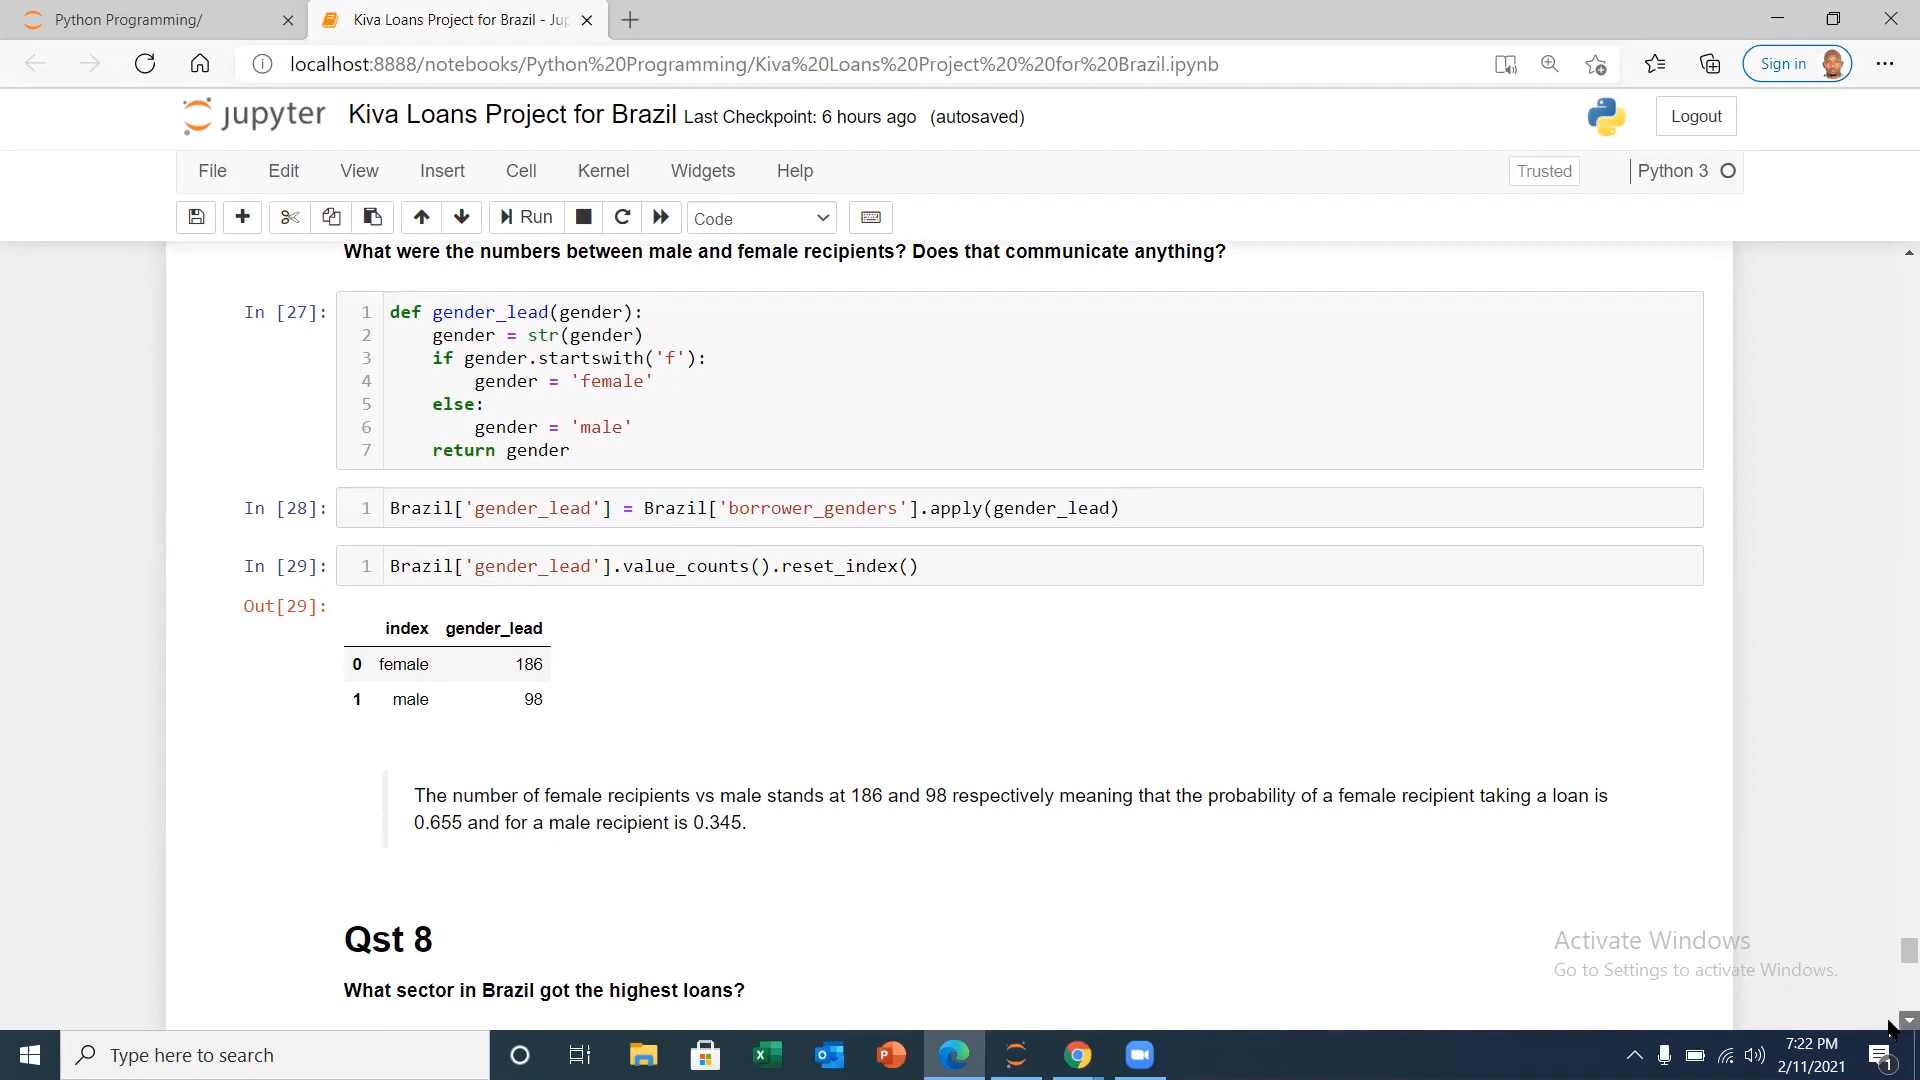 Python Programming/
Kiva Loans Project for Brazil - Jup
localhost:8888/notebooks/Python%20Programming/Kiva%20Loans%20Project%20%20for%20Brazil.ipynb
Sign in
jupyter Kiva Loans Project for Brazil Last Checkpoint: 6 hours ago (autosaved)
Logout
File Edit View Insert Cell Kernel Widgets Help
Trusted
Python 3
Run
Code
What were the numbers between male and female recipients? Does that communicate anything?
In [27]:
1 def gender_lead(gender):
2 gender = str(gender)
3 if gender.startswith('f'):
4 gender = 'female'
5 else:
6 gender = 'male'
7 return gender
In [28]: 1 Brazil['gender_lead'] = Brazil['borrower_genders'].apply(gender_lead)
In [29]: 1 Brazil['gender_lead'].value_counts().reset_index()
Out[29]:
index gender_lead
0 female 186
1 male 98
The number of female recipients vs male stands at 186 and 98 respectively meaning that the probability of a female recipient taking a loan is
0.655 and for a male recipient is 0.345.
Qst 8
What sector in Brazil got the highest loans?
Activate Windows
Go to Settings to activate Windows.
Type here to search
7:22 PM
2/11/2021
1